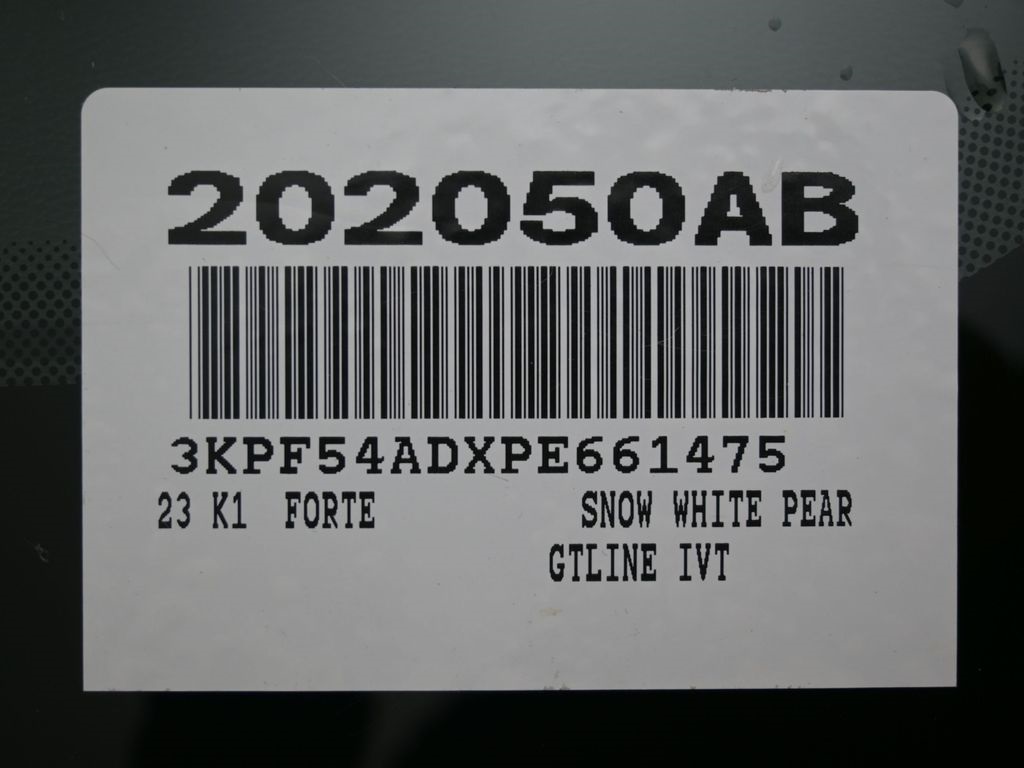 202050AB
3KPF54ADXPE661475
23 K1 FORTE SNOW WHITE PEAR
GTLINE IVT